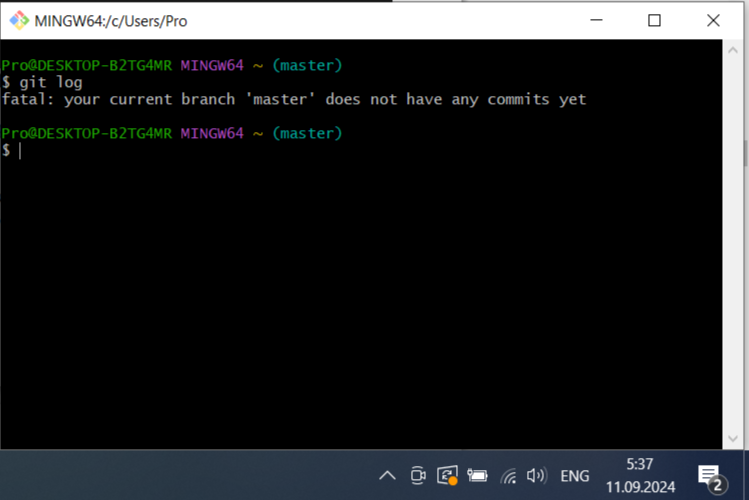 MINGW64:/c/Users/Pro
Pro@DESKTOP-B2TG4MR MINGW64 ~ (master)
$ git log
fatal: your current branch 'master' does not have any commits yet
Pro@DESKTOP-B2TG4MR MINGW64 ~ (master)
$
ENG
5:37
11.09.2024
2